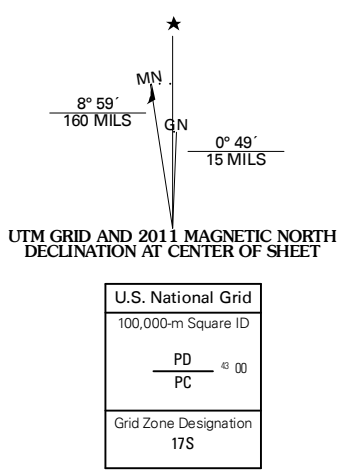 ★
MN
8° 59´
160 MILS
GN
0° 49´
15 MILS
UTM GRID AND 2011 MAGNETIC NORTH
DECLINATION AT CENTER OF SHEET
U.S. National Grid
100,000-m Square ID
PD
PC
43 00
Grid Zone Designation
17S